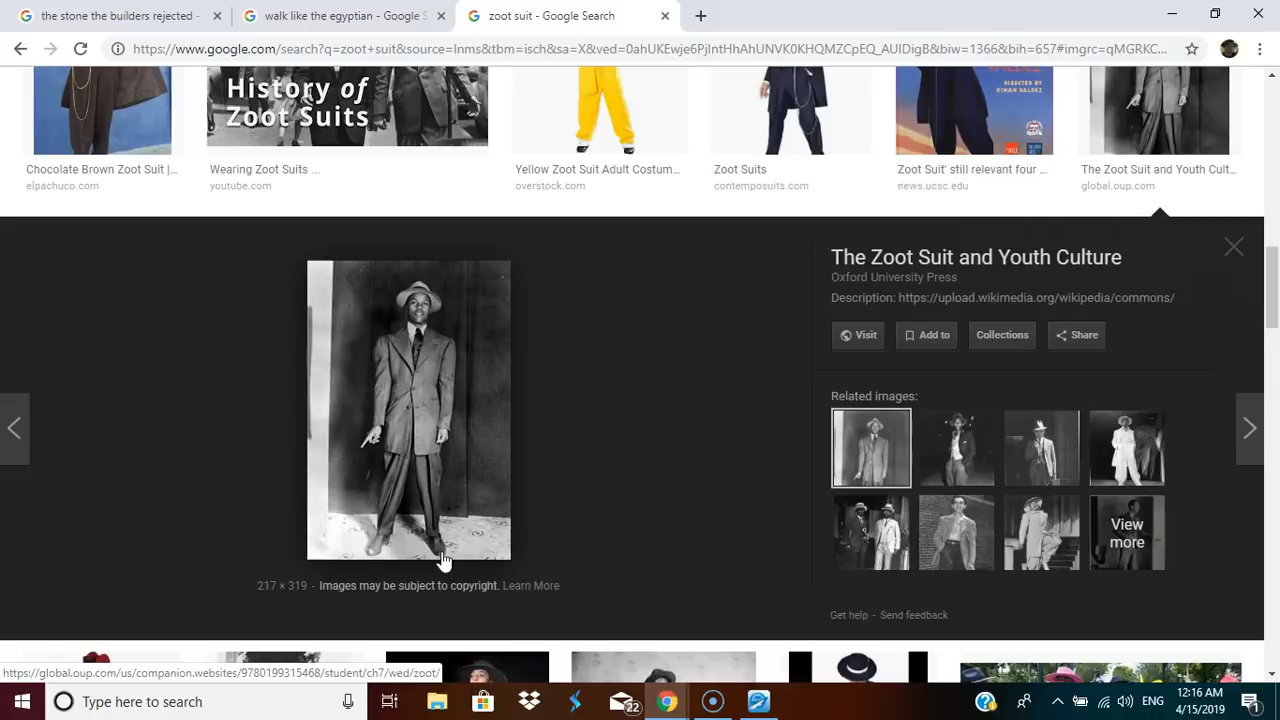 the stone the builders rejected -
walk like the egyptian - Google S
zoot suit - Google Search
https://www.google.com/search?q=zoot+suit&source=lnms&tbm=isch&sa=X&ved=0ahUKEwje6PjIntHhAhUNVK0KHQMZCpEQ_AUIDigB&biw=1366&bih=657#imgrc=qMGRKC...
History of
Zoot Suits
DIRECTED BY
KINAN VALDEZ
Chocolate Brown Zoot Suit |...
elpachuco.com
Wearing Zoot Suits ...
youtube.com
Yellow Zoot Suit Adult Costum...
overstock.com
Zoot Suits
contemposuits.com
Zoot Suit' still relevant four ...
news.ucsc.edu
The Zoot Suit and Youth Cult...
global.oup.com
The Zoot Suit and Youth Culture
Oxford University Press
Description: https://upload.wikimedia.org/wikipedia/commons/
Visit
Add to
Collections
Share
Related images:
View
more
217 × 319 - Images may be subject to copyright. Learn More
Get help - Send feedback
https://global.oup.com/us/companion.websites/9780199315468/student/ch7/wed/zoot/
Type here to search
22
ENG
12:16 AM
4/15/2019
1